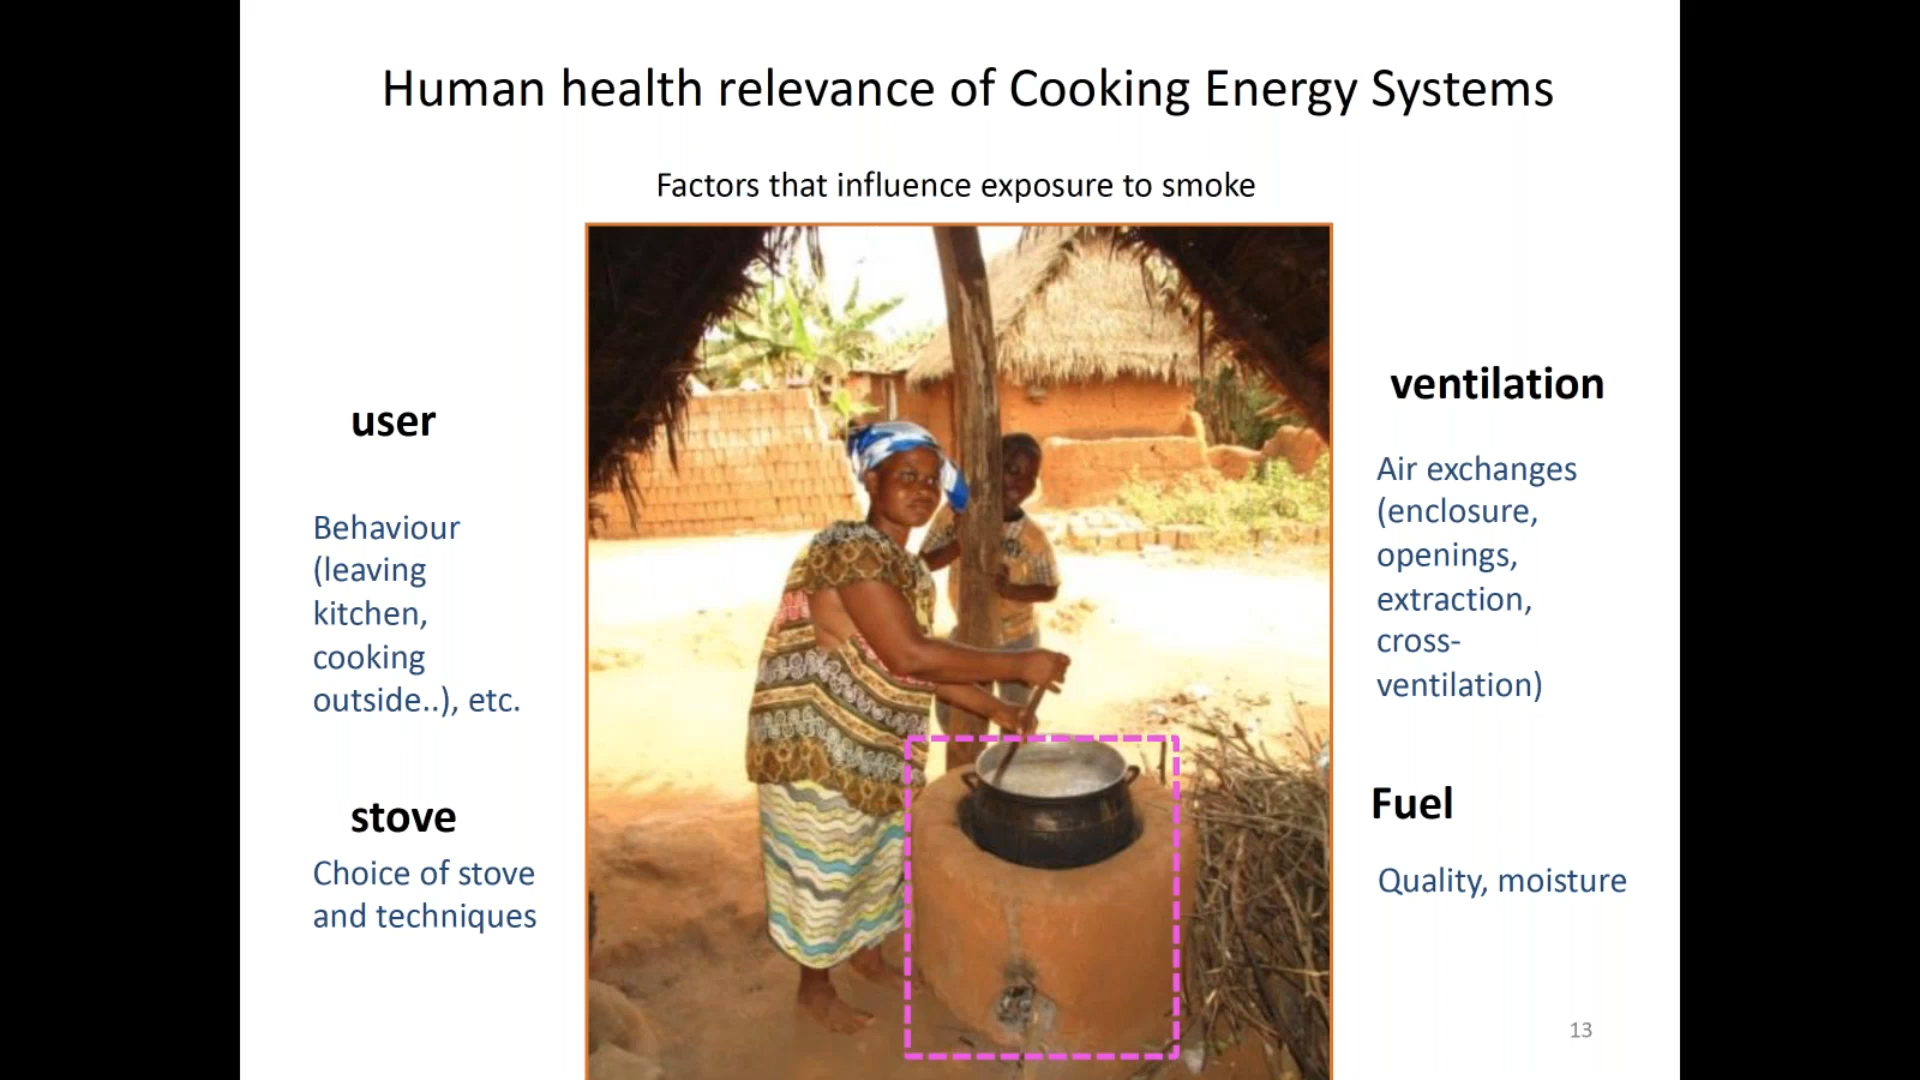 Human health relevance of Cooking Energy Systems
Factors that influence exposure to smoke
user
Behaviour
(leaving
kitchen,
cooking
outside..), etc.
stove
Choice of stove
and techniques
ventilation
Air exchanges
(enclosure,
openings,
extraction,
cross-
ventilation)
Fuel
Quality, moisture
13